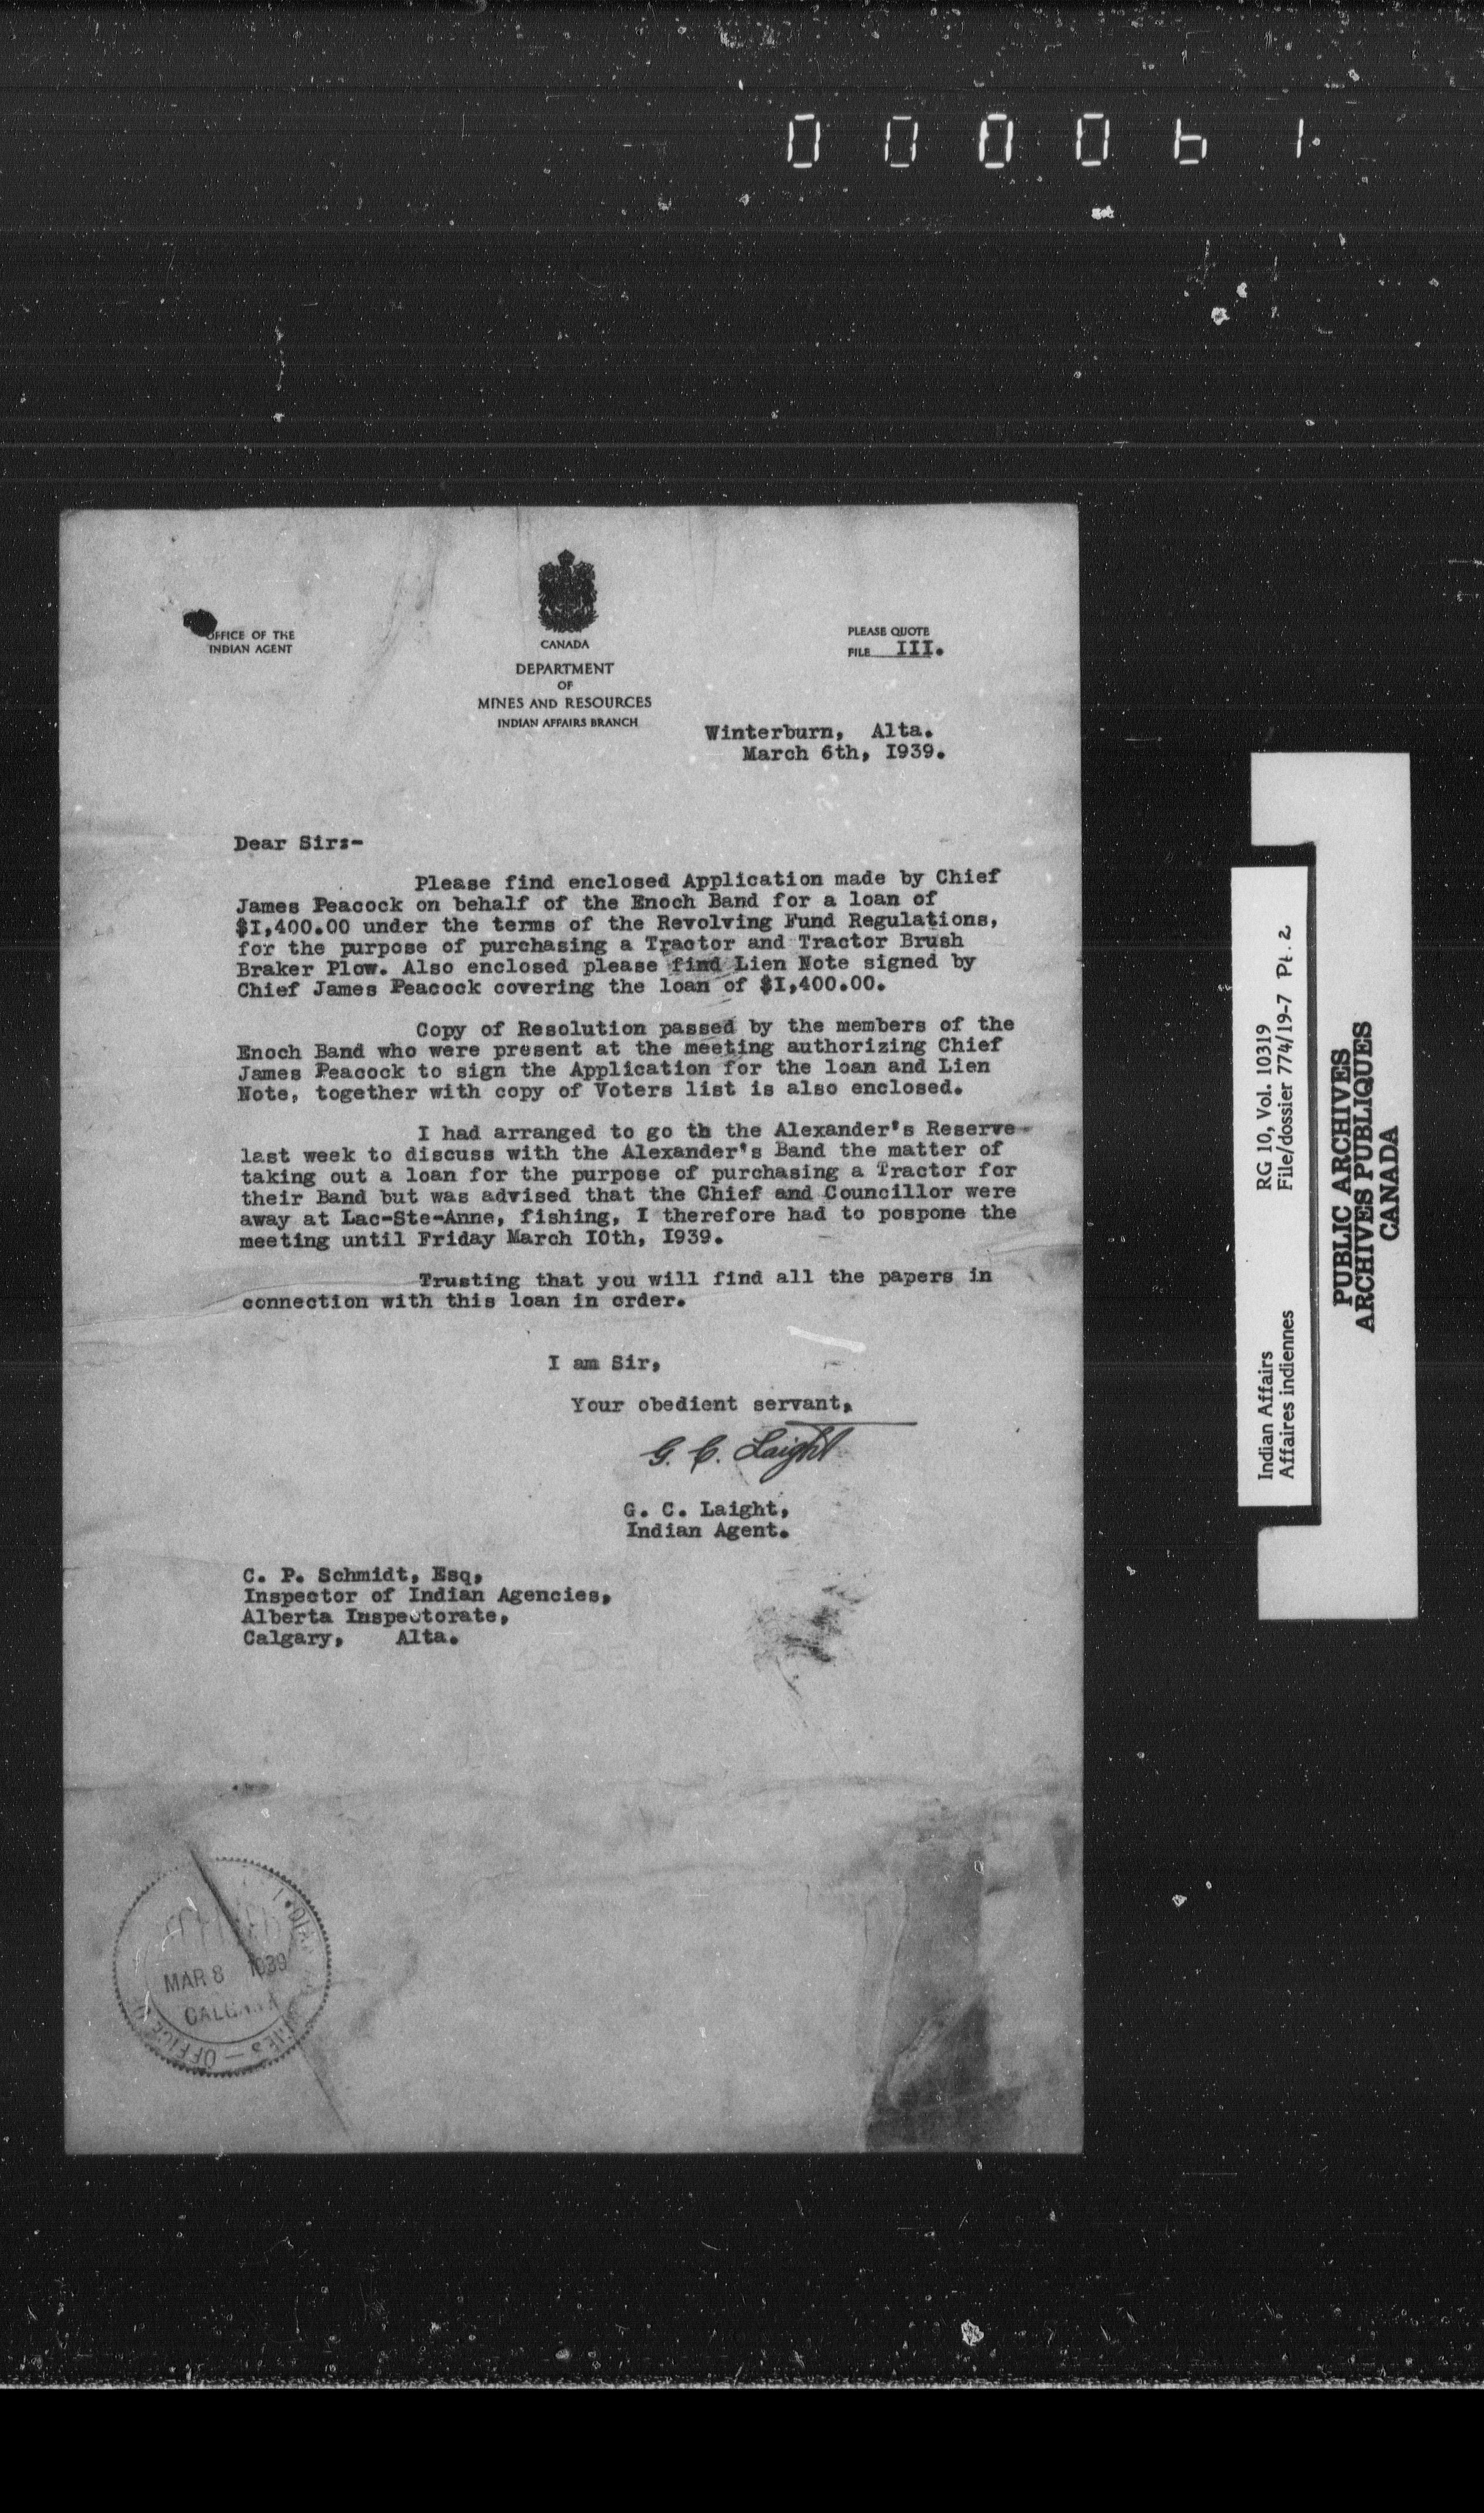 000061
OFFICE OF THE
INDIAN AGENT
CANADA
DEPARTMENT
OF
MINES AND RESOURCES
INDIAN AFFAIRS BRANCH
PLEASE QUOTE
FILE III.
Winterburn, Alta.
March 6th, I939.
Dear Sir:-
Please find enclosed Application made by Chief
James Peacock on behalf of the Enoch Band for a loan of
$I,400.00 under the terms of the Revolving Fund Regulations,
for the purpose of purchasing a Tractor and Tractor Brush
Braker Plow. Also enclosed please find Lien Note signed by
Chief James Peacock covering the loan of $I,400.00.
Copy of Resolution passed by the members of the
Enoch Band who were present at the meeting authorizing Chief
James Peacock to sign the Application for the loan and Lien
Note, together with copy of Voters list is also enclosed.
I had arranged to go th the Alexander's Reserve
last week to discuss with the Alexander's Band the matter of
taking out a loan for the purpose of purchasing a Tractor for
their Band but was advised that the Chief and Councillor were
away at Lac-Ste-Anne, fishing, I therefore had to pospone the
meeting until Friday March I0th, I939.
Trusting that you will find all the papers in
connection with this loan in order.
I am Sir,
Your obedient servant,
G. C. Laight
G. C. Laight,
Indian Agent.
C. P. Schmidt, Esq,
Inspector of Indian Agencies,
Alberta Inspectorate,
Calgary, Alta.
MAR 8 1939
CALGARY
OFFICE
Indian Affairs
Affaires indiennes
RG 10, Vol. 10319
File/dossier 774/19-7 Pt. 2
PUBLIC ARCHIVES
ARCHIVES PUBLIQUES
CANADA